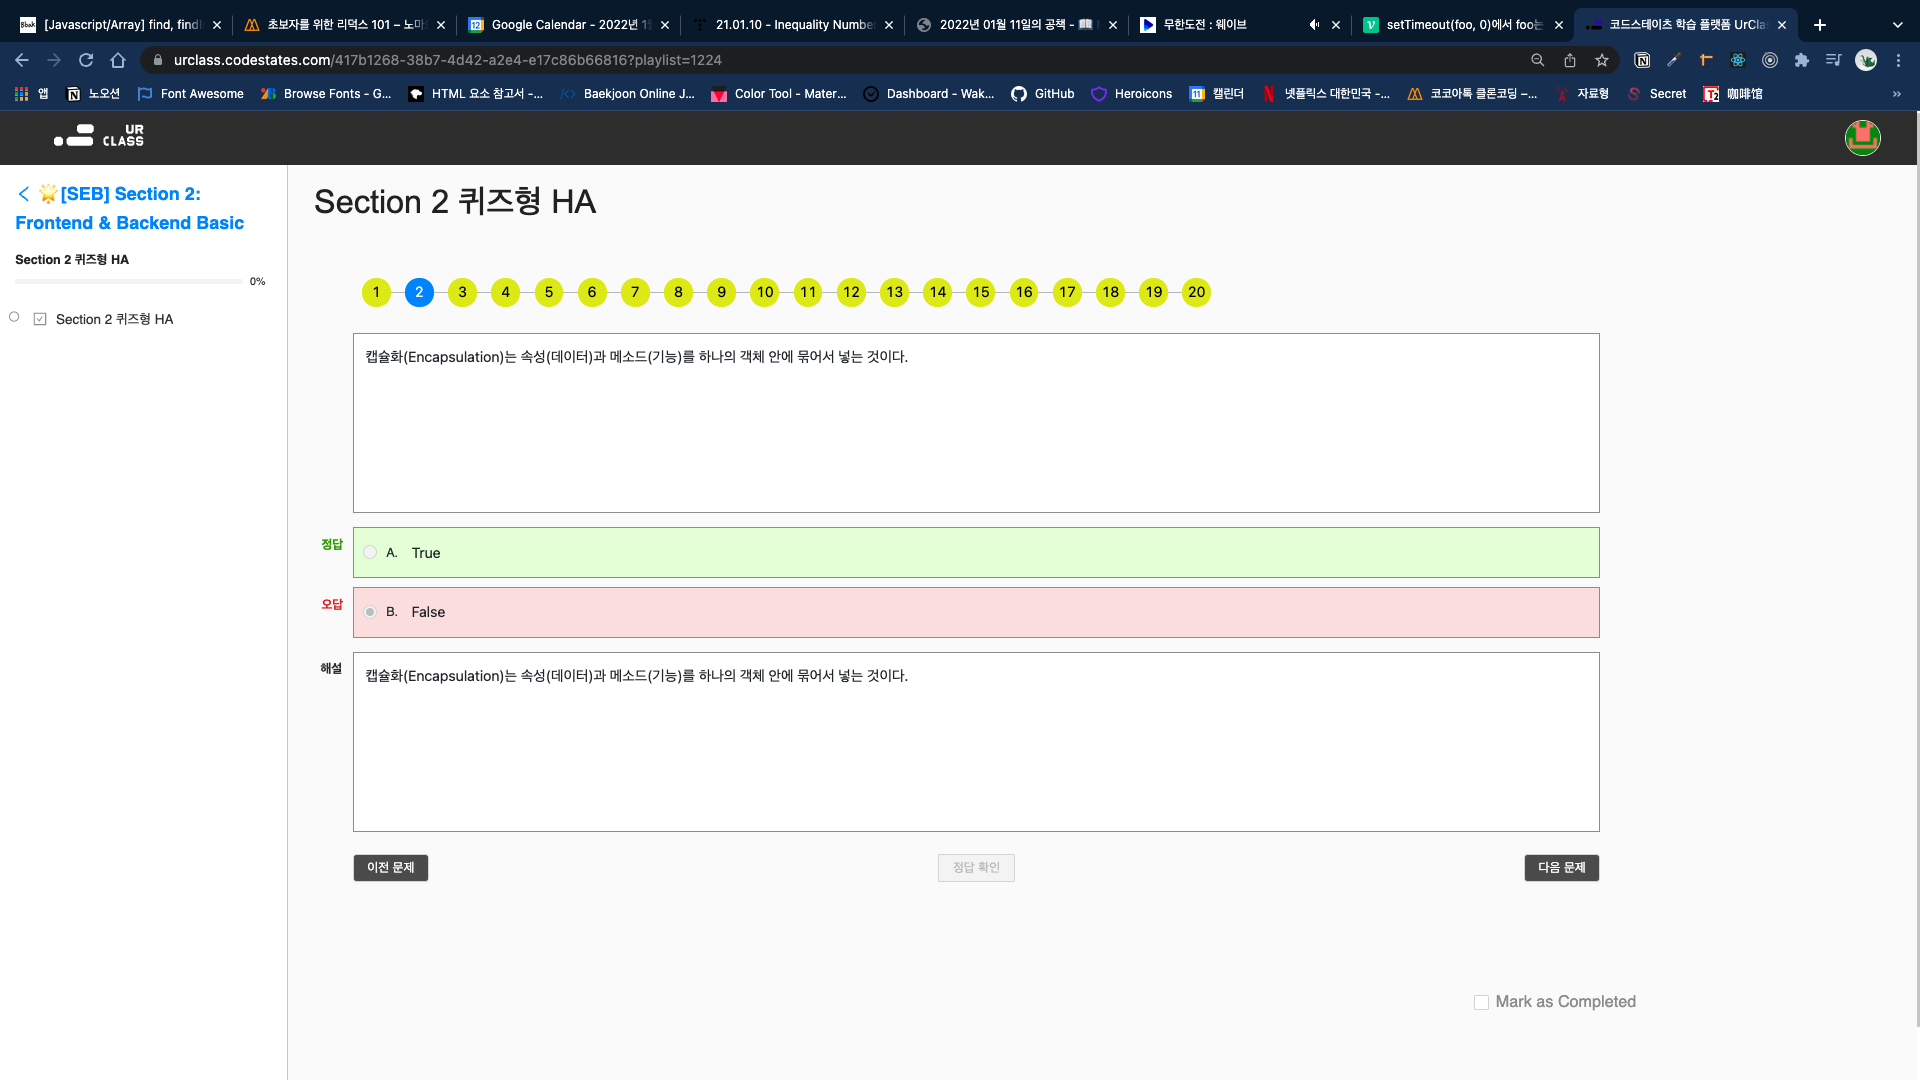 [Javascript/Array] find, findI
초보자를 위한 리덕스 101 – 노마
Google Calendar - 2022년 1월
21.01.10 - Inequality Number
2022년 01월 11일의 공책 - 📖
무한도전 : 웨이브
setTimeout(foo, 0)에서 foo는
코드스테이츠 학습 플랫폼 UrCla
urclass.codestates.com/417b1268-38b7-4d42-a2e4-e17c86b66816?playlist=1224
앱
노오션
Font Awesome
Browse Fonts - G...
HTML 요소 참고서 -...
Baekjoon Online J...
Color Tool - Mater...
Dashboard - Wak...
GitHub
Heroicons
캘린더
넷플릭스 대한민국 -...
코코아톡 클론코딩 –...
자료형
Secret
咖啡馆
»
UR
CLASS
🌟[SEB] Section 2:
Frontend & Backend Basic
Section 2 퀴즈형 HA
0%
Section 2 퀴즈형 HA
Section 2 퀴즈형 HA
1 2 3 4 5 6 7 8 9 10 11 12 13 14 15 16 17 18 19 20
캡슐화(Encapsulation)는 속성(데이터)과 메소드(기능)를 하나의 객체 안에 묶어서 넣는 것이다.
정답
A. True
오답
B. False
해설
캡슐화(Encapsulation)는 속성(데이터)과 메소드(기능)를 하나의 객체 안에 묶어서 넣는 것이다.
이전 문제
정답 확인
다음 문제
Mark as Completed